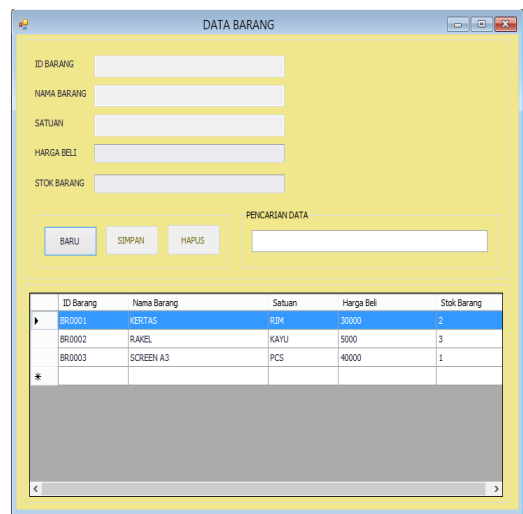 DATA BARANG
ID BARANG
NAMA BARANG
SATUAN
HARGA BELI
STOK BARANG
PENCARIAN DATA
BARU SIMPAN HAPUS
ID Barang Nama Barang Satuan Harga Beli Stok Barang
BR0001 KERTAS RIM 30000 2
BR0002 RAKEL KAYU 5000 3
BR0003 SCREEN A3 PCS 40000 1